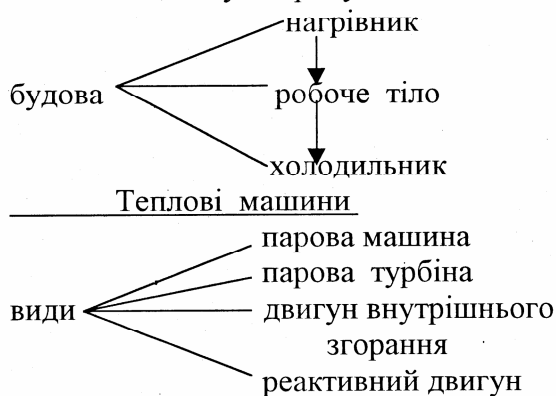 нагрівник
будова
робоче тіло
холодильник
Теплові машини
парова машина
парова турбіна
види
двигун внутрішнього
згорання
реактивний двигун